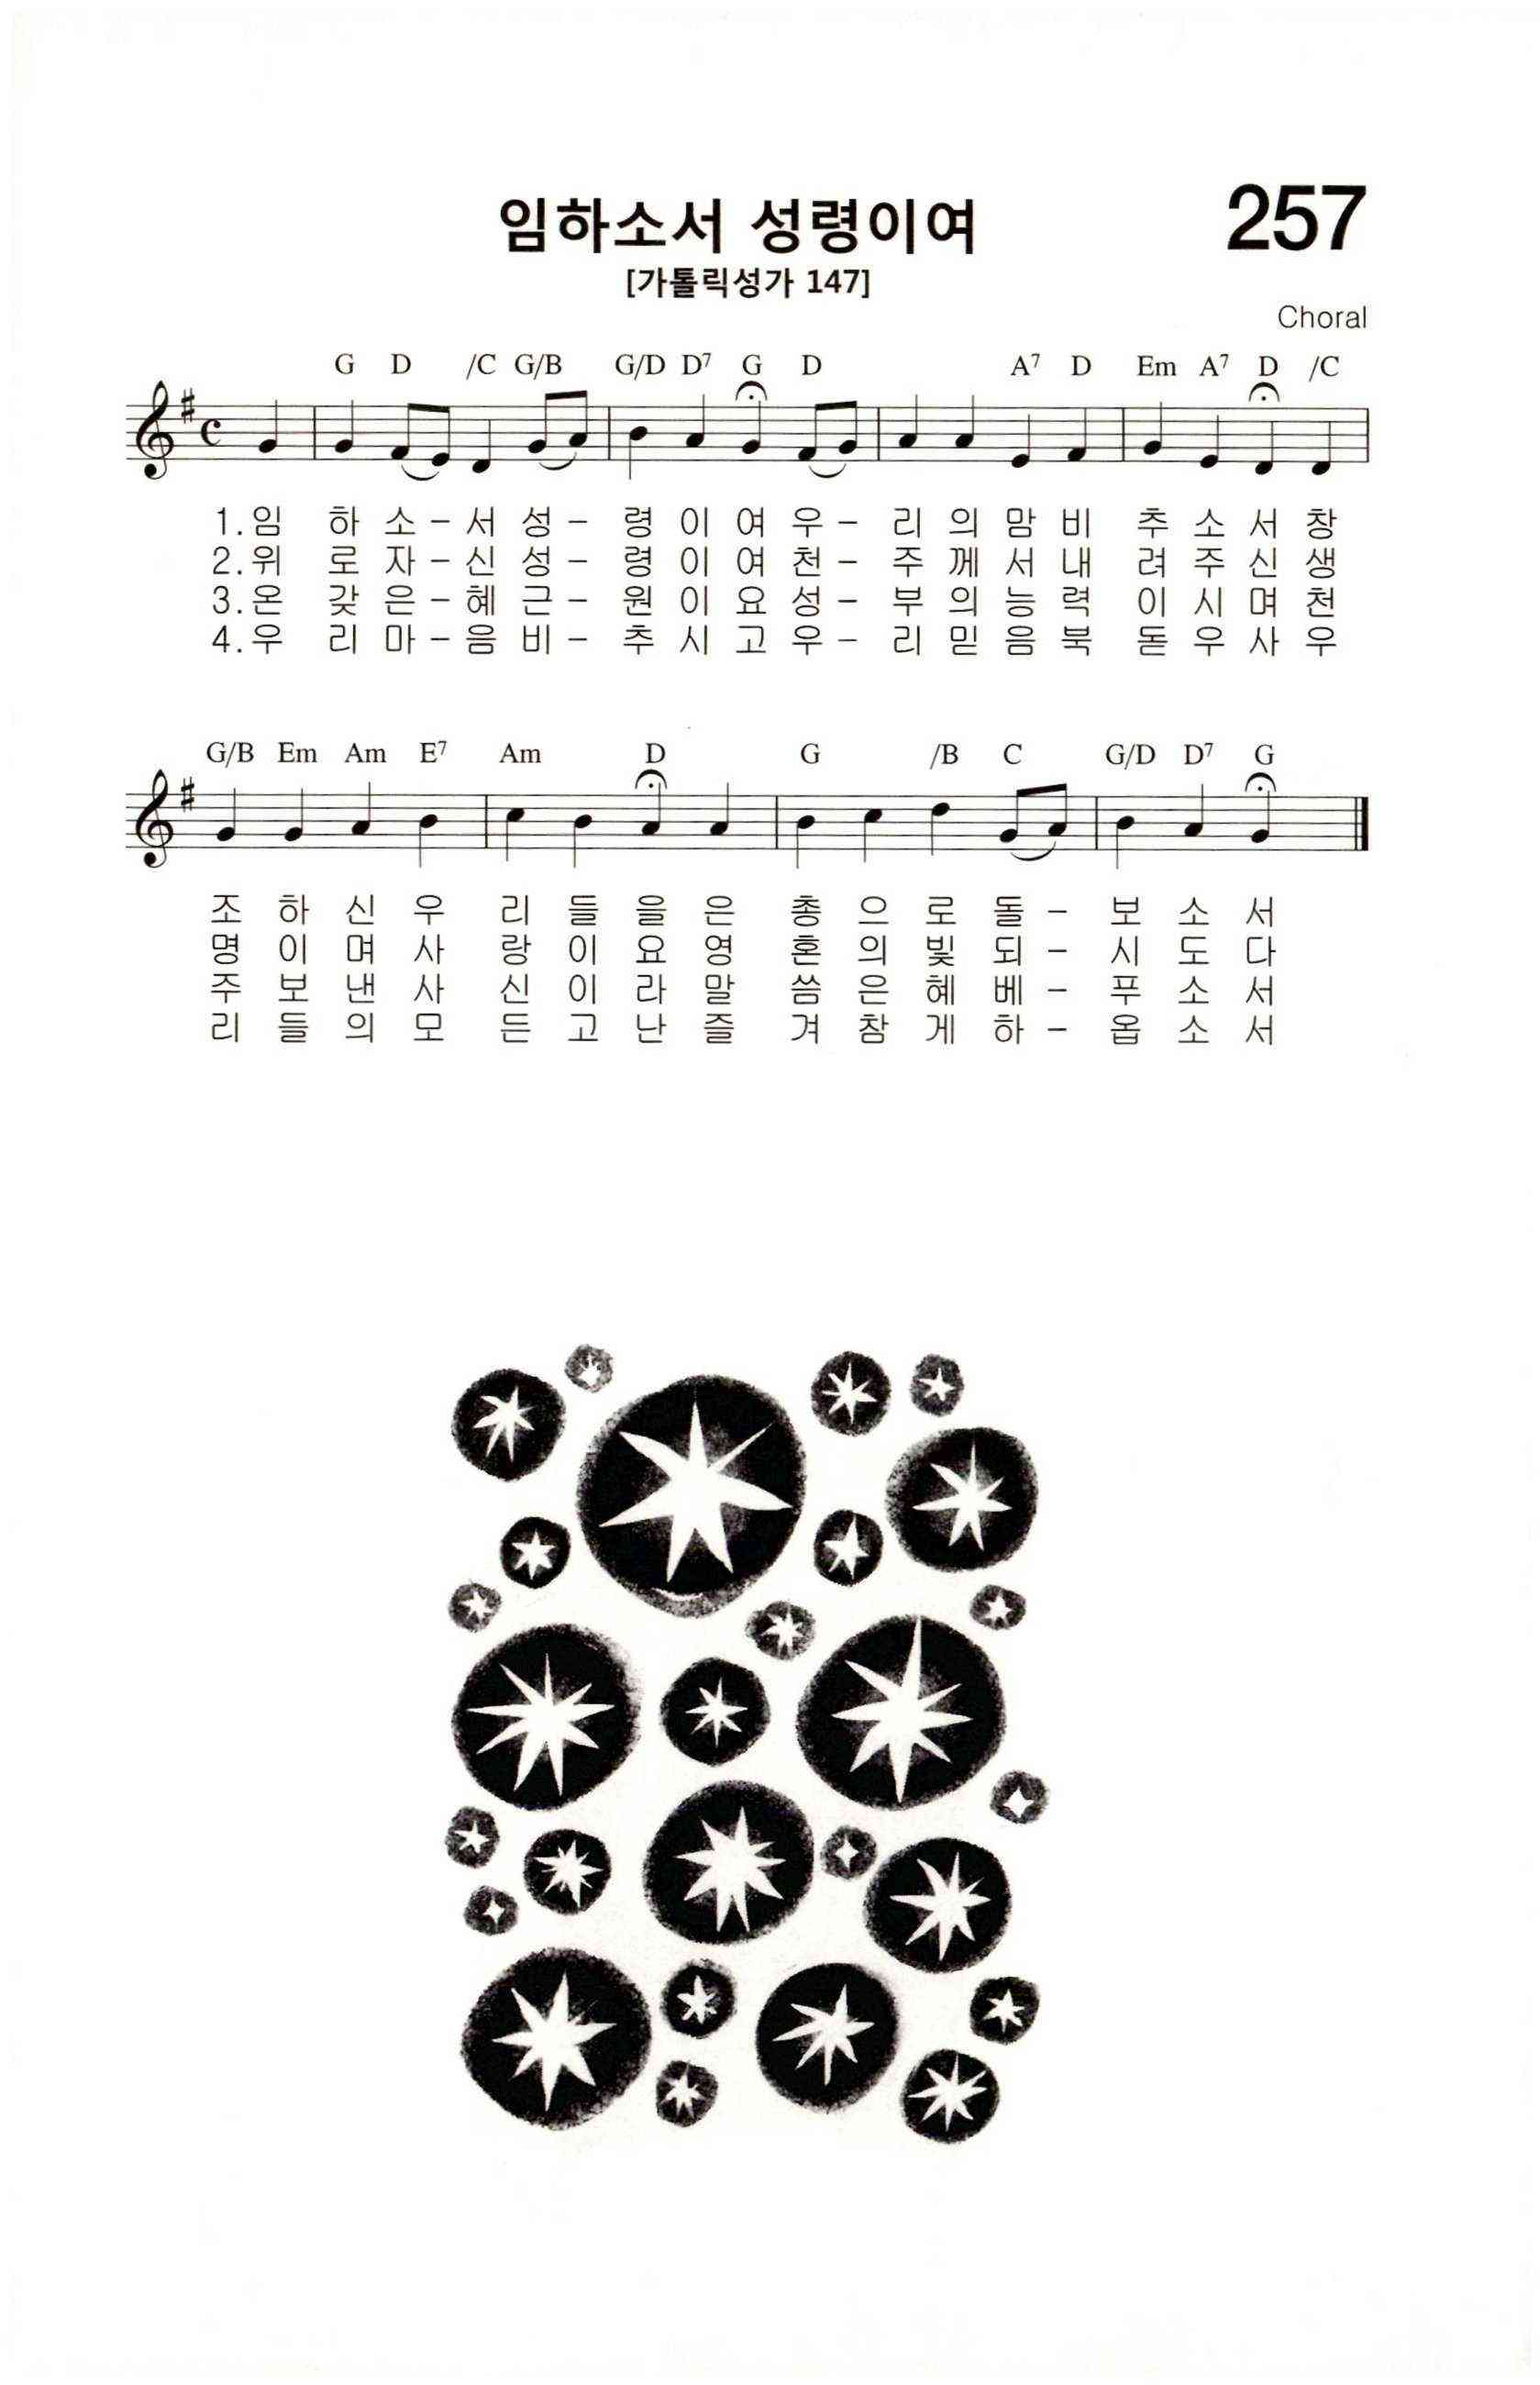 임하소서 성령이여
257
[가톨릭성가 147]
Choral
G D /C G/B G/D D7 G D A7 D Em A7 D /C
1.임 하 소 - 서 성 - 령 이 여 우 - 리 의 맘 비 추 소 서 창
2.위 로 자 - 신 성 - 령 이 여 천 - 주 께 서 내 려 주 신 생
3.온 갖 은 - 혜 근 - 원 이 요 성 - 부 의 능 력 이 시 며 천
4.우 리 마 - 음 비 - 추 시 고 우 - 리 믿 음 북 돋 우 사 우
G/B Em Am E7 Am D G /B C G/D D7 G
조 하 신 우 리 들 을 은 총 으 로 돌 - 보 소 서
명 이 며 사 랑 이 요 영 혼 의 빛 되 - 시 도 다
주 보 낸 사 신 이 라 말 씀 은 혜 베 - 푸 소 서
리 들 의 모 든 고 난 즐 겨 참 게 하 - 옵 소 서